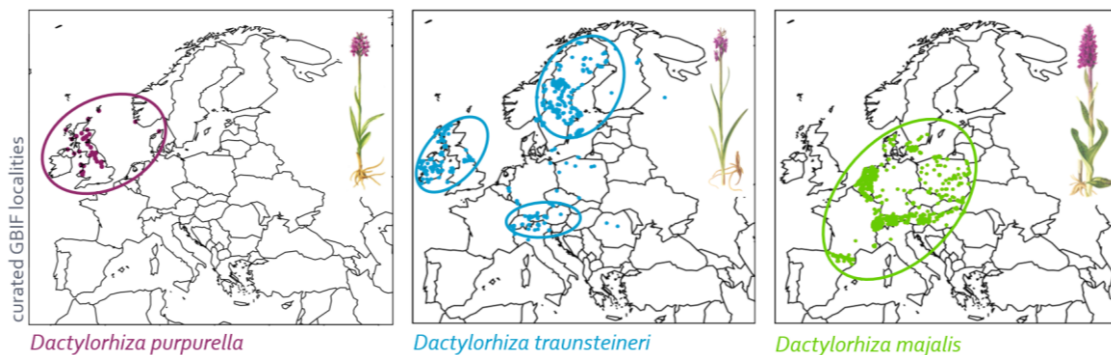 curated GBIF localities
Dactylorhiza purpurella
Dactylorhiza traunsteineri
Dactylorhiza majalis